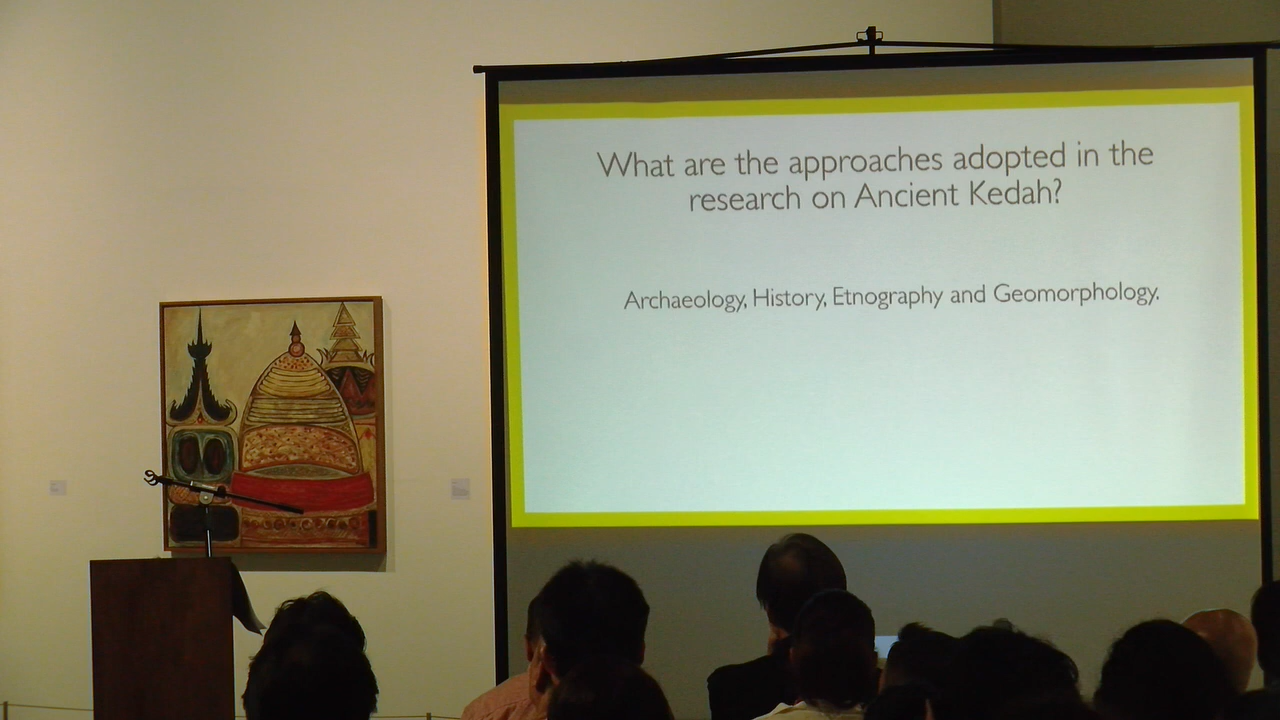 What are the approaches adopted in the
research on Ancient Kedah?
Archaeology, History, Etnography and Geomorphology.